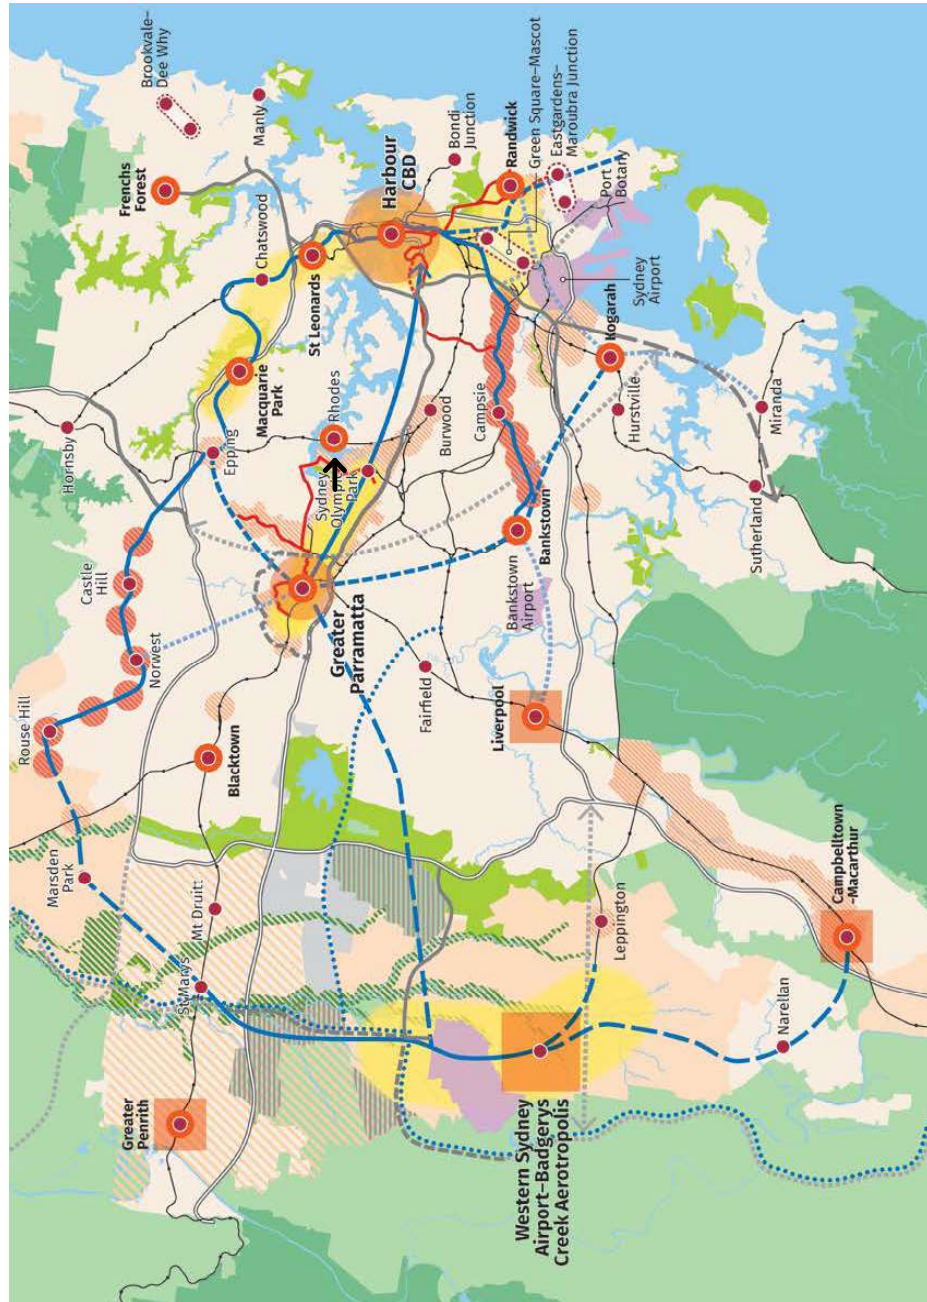 Rouse Hill
Marsden
Park
Hornsby
Castle
Hill
Norwest
Frenchs
Forest
Brookvale–
Dee Why
Greater
Penrith
St Marys
Mt Druitt
Blacktown
Epping
Macquarie
Park
Chatswood
Manly
St Leonards
Rhodes
Sydney
Olympic
Park
Greater
Parramatta
Harbour
CBD
Fairfield
Burwood
Bondi
Junction
Campsie
Liverpool
Bankstown
Airport
Bankstown
Randwick
Green Square–Mascot
Eastgardens–
Maroubra Junction
Port
Botany
Western Sydney
Airport–Badgerys
Creek Aerotropolis
Leppington
Kogarah
Sydney
Airport
Hurstville
Narellan
Campbelltown
–Macarthur
Sutherland
Miranda